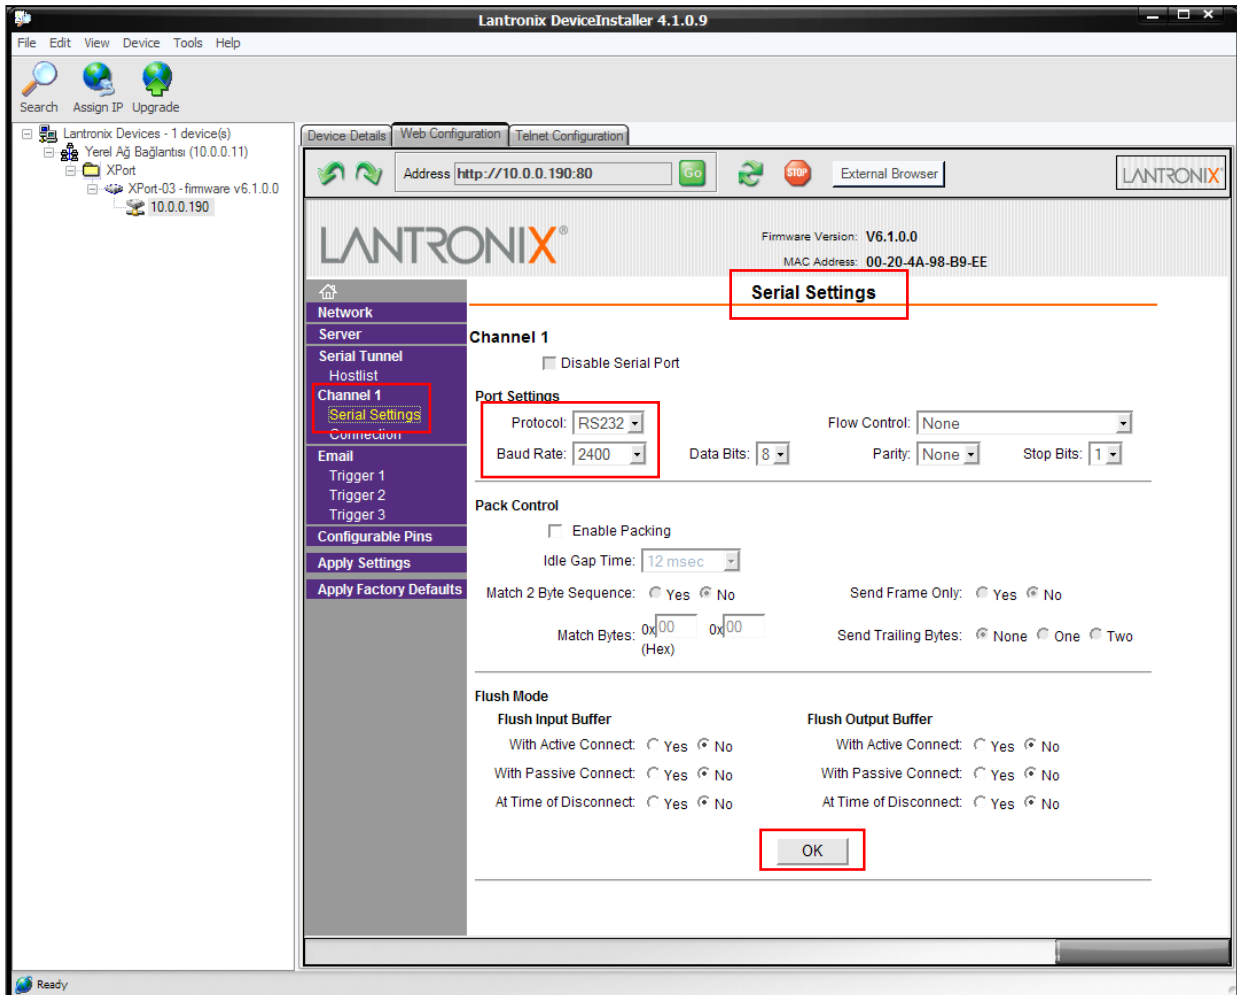 Lantronix DeviceInstaller 4.1.0.9
File Edit View Device Tools Help
Search Assign IP Upgrade
Lantronix Devices - 1 device(s)
Yerel Ağ Bağlantısı (10.0.0.11)
XPort
XPort-03 - firmware v6.1.0.0
10.0.0.190
Device Details Web Configuration Telnet Configuration
Address http://10.0.0.190:80 Go STOP External Browser LANTRONIX
LANTRONIX®
Firmware Version: V6.1.0.0
MAC Address: 00-20-4A-98-B9-EE
Network
Server
Serial Tunnel
Hostlist
Channel 1
Serial Settings
Connection
Email
Trigger 1
Trigger 2
Trigger 3
Configurable Pins
Apply Settings
Apply Factory Defaults
Serial Settings
Channel 1
Disable Serial Port
Port Settings
Protocol: RS232 Flow Control: None
Baud Rate: 2400 Data Bits: 8 Parity: None Stop Bits: 1
Pack Control
Enable Packing
Idle Gap Time: 12 msec
Match 2 Byte Sequence: Yes No Send Frame Only: Yes No
Match Bytes: 0x 00 0x 00 Send Trailing Bytes: None One Two
(Hex)
Flush Mode
Flush Input Buffer Flush Output Buffer
With Active Connect: Yes No With Active Connect: Yes No
With Passive Connect: Yes No With Passive Connect: Yes No
At Time of Disconnect: Yes No At Time of Disconnect: Yes No
OK
Ready